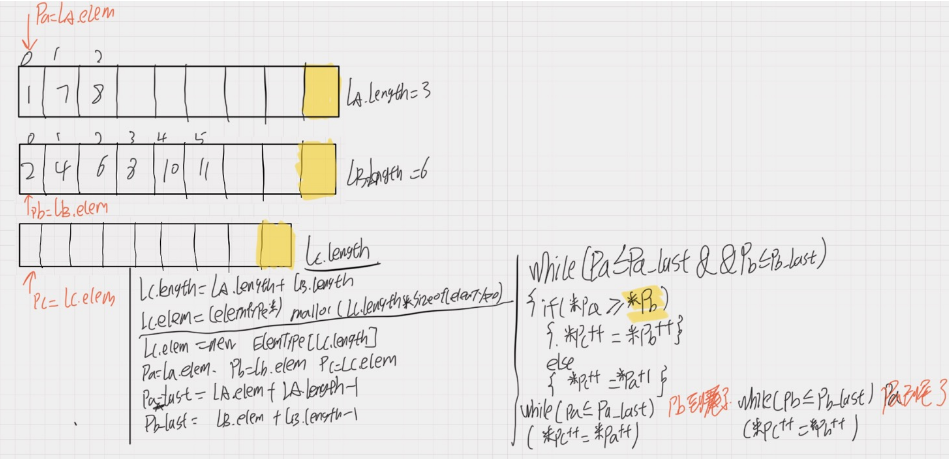 Pa=LA.elem
0 1 2
1 7 8
LA.length=3
0 1 2 3 4 5
2 4 6 8 10 11
LB.length=6
Pb=LB.elem
Lc.length
Pc=Lc.elem
Lc.length=LA.length+LB.length
Lc.elem=(elemtype*) malloc(Lc.length*sizeof(elemtype))
Lc.elem=new ElemType[Lc.length]
Pa=La.elem. Pb=Lb.elem Pc=Lc.elem
Pa_last=LA.elem+LA.length-1
Pb_last= LB.elem+LB.length-1
while(Pa≤Pa_last&&Pb≤Pb_last)
{if(*Pa≥*Pb)
{.*Pc++=*Pb++}
else
{ *Pc++=*Pa++}
while(Pa≤Pa_last)
(*Pc++=*Pa++)
while(Pb≤Pb_last) Pa到尾了
(*Pc++=*Pb++)